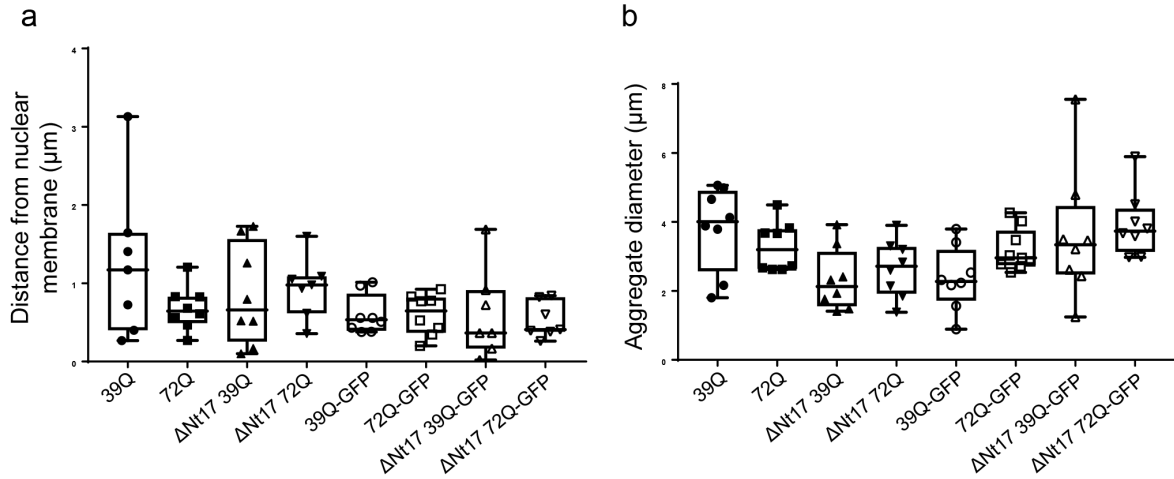 a
Distance from nuclear
membrane (μm)
4
3
2
1
0
39Q
72Q
ΔNt17 39Q
ΔNt17 72Q
39Q-GFP
72Q-GFP
ΔNt17 39Q-GFP
ΔNt17 72Q-GFP
b
Aggregate diameter (μm)
8
6
4
2
0
39Q
72Q
ΔNt17 39Q
ΔNt17 72Q
39Q-GFP
72Q-GFP
ΔNt17 39Q-GFP
ΔNt17 72Q-GFP